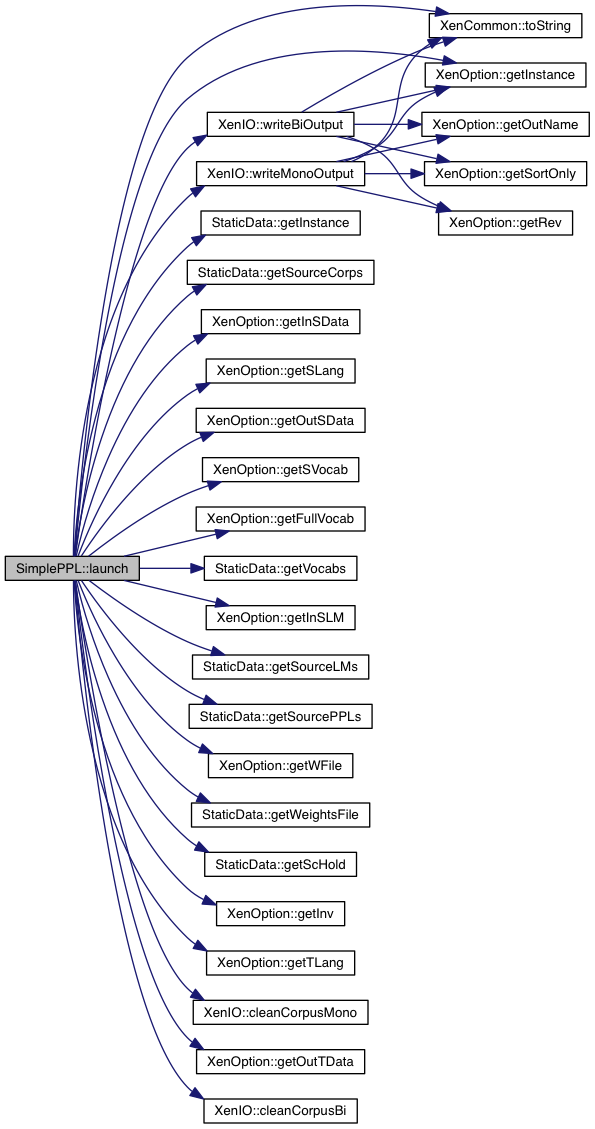 XenCommon::toString
XenOption::getInstance
XenIO::writeBiOutput
XenOption::getOutName
XenIO::writeMonoOutput
XenOption::getSortOnly
StaticData::getInstance
XenOption::getRev
StaticData::getSourceCorps
XenOption::getInSData
XenOption::getSLang
XenOption::getOutSData
XenOption::getSVocab
XenOption::getFullVocab
SimplePPL::launch
StaticData::getVocabs
XenOption::getInSLM
StaticData::getSourceLMs
StaticData::getSourcePPLs
XenOption::getWFile
StaticData::getWeightsFile
StaticData::getScHold
XenOption::getInv
XenOption::getTLang
XenIO::cleanCorpusMono
XenOption::getOutTData
XenIO::cleanCorpusBi